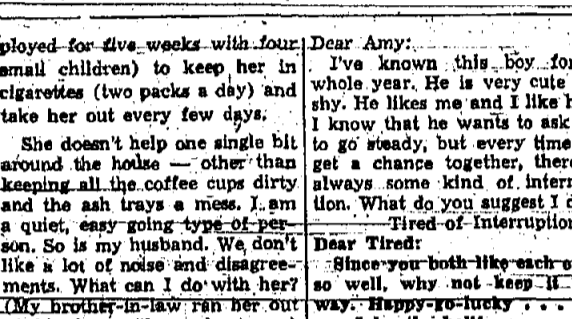 ployed for five weeks with four
small children) to keep her in
cigarettes (two packs a day) and
take her out every few days.
She doesn't help one single bit
around the house — other than
keeping all the coffee cups dirty
and the ash trays a mess. I am
a quiet, easy going type of per-
son. So is my husband. We don't
like a lot of noise and disagree-
ments. What can I do with her?
(My brother-in-law ran her out
Dear Amy:
I've known this boy for
whole year. He is very cute
shy. He likes me and I like h
I know that he wants to ask
to go steady, but every time
get a chance together, there
always some kind of interr
tion. What do you suggest I d
—Tired of Interruption
Dear Tired:
Since you both like each o
so well, why not keep it
way. Happy-go-lucky . . .